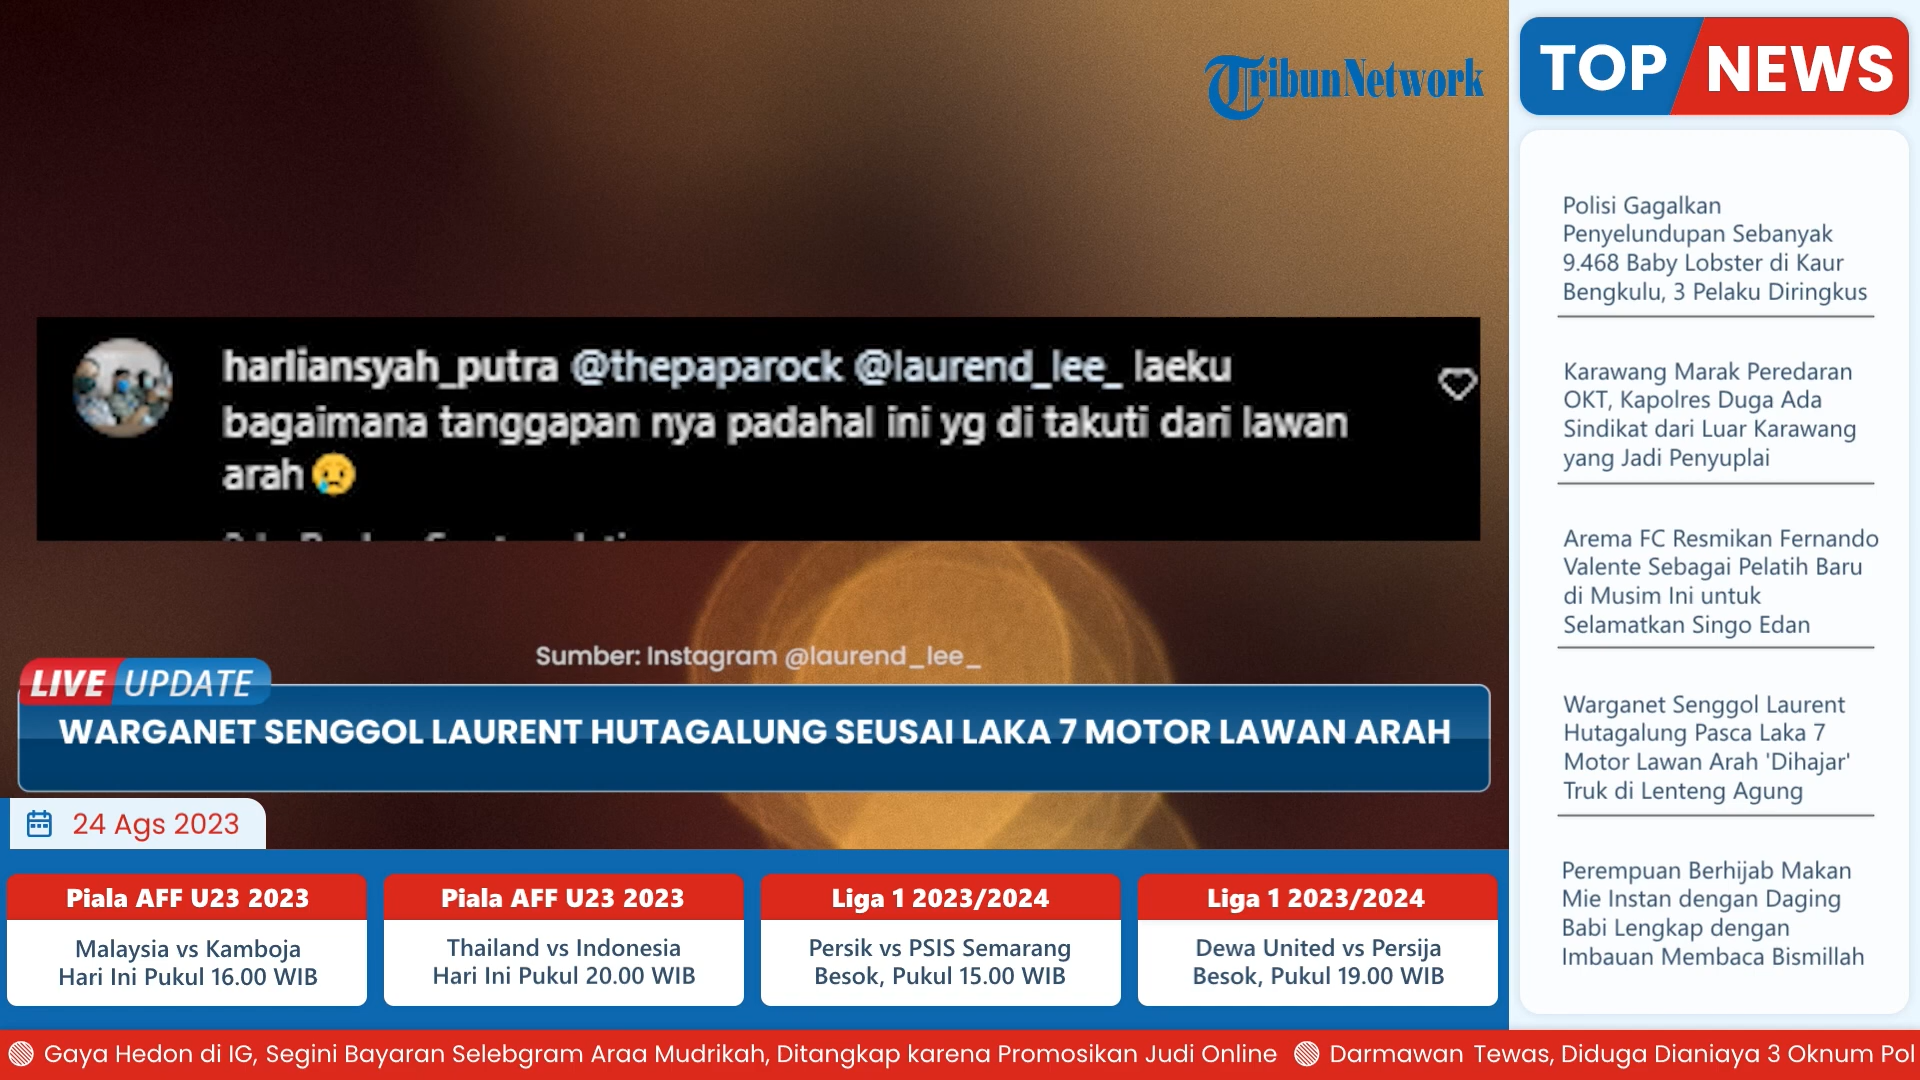 TribunNetwork
TOP NEWS
harliansyah_putra @thepaparock @laurend_lee_ laeku
bagaimana tanggapan nya padahal ini yg di takuti dari lawan
arah😥
Sumber: Instagram @laurend_lee_
LIVE UPDATE
WARGANET SENGGOL LAURENT HUTAGALUNG SEUSAI LAKA 7 MOTOR LAWAN ARAH
24 Ags 2023
Piala AFF U23 2023
Malaysia vs Kamboja
Hari Ini Pukul 16.00 WIB
Piala AFF U23 2023
Thailand vs Indonesia
Hari Ini Pukul 20.00 WIB
Liga 1 2023/2024
Persik vs PSIS Semarang
Besok, Pukul 15.00 WIB
Liga 1 2023/2024
Dewa United vs Persija
Besok, Pukul 19.00 WIB
Polisi Gagalkan
Penyelundupan Sebanyak
9.468 Baby Lobster di Kaur
Bengkulu, 3 Pelaku Diringkus
Karawang Marak Peredaran
OKT, Kapolres Duga Ada
Sindikat dari Luar Karawang
yang Jadi Penyuplai
Arema FC Resmikan Fernando
Valente Sebagai Pelatih Baru
di Musim Ini untuk
Selamatkan Singo Edan
Warganet Senggol Laurent
Hutagalung Pasca Laka 7
Motor Lawan Arah 'Dihajar'
Truk di Lenteng Agung
Perempuan Berhijab Makan
Mie Instan dengan Daging
Babi Lengkap dengan
Imbauan Membaca Bismillah
Gaya Hedon di IG, Segini Bayaran Selebgram Araa Mudrikah, Ditangkap karena Promosikan Judi Online Darmawan Tewas, Diduga Dianiaya 3 Oknum Pol